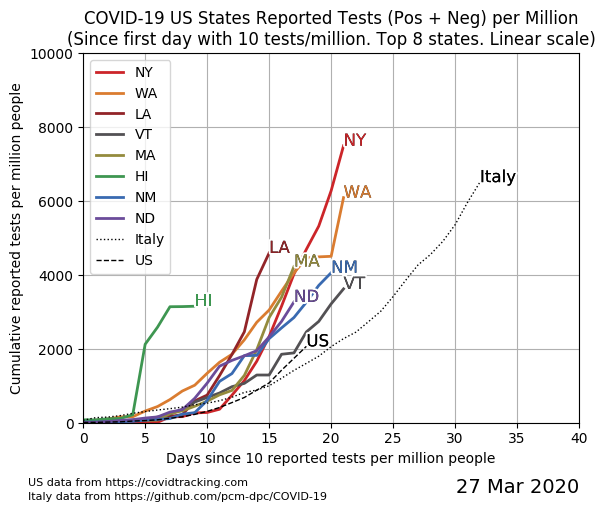 COVID-19 US States Reported Tests (Pos + Neg) per Million
(Since first day with 10 tests/million. Top 8 states. Linear scale)
10000
8000
6000
4000
2000
0
Cumulative reported tests per million people
NY
WA
LA
VT
MA
HI
NM
ND
Italy
US
NY
WA
Italy
LA
MA
NM
VT
ND
HI
US
0 5 10 15 20 25 30 35 40
Days since 10 reported tests per million people
US data from https://covidtracking.com
Italy data from https://github.com/pcm-dpc/COVID-19
27 Mar 2020